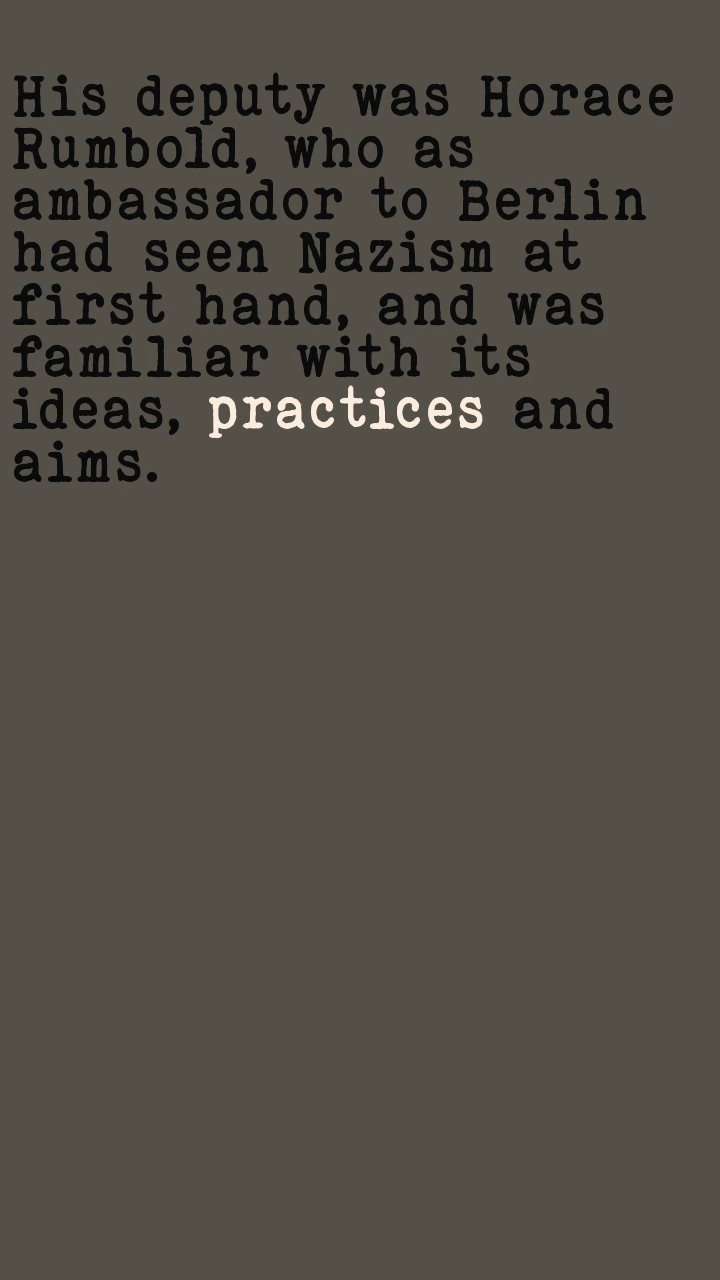 His deputy was Horace
Rumbold, who as
ambassador to Berlin
had seen Nazism at
first hand, and was
familiar with its
ideas, practices and
aims.